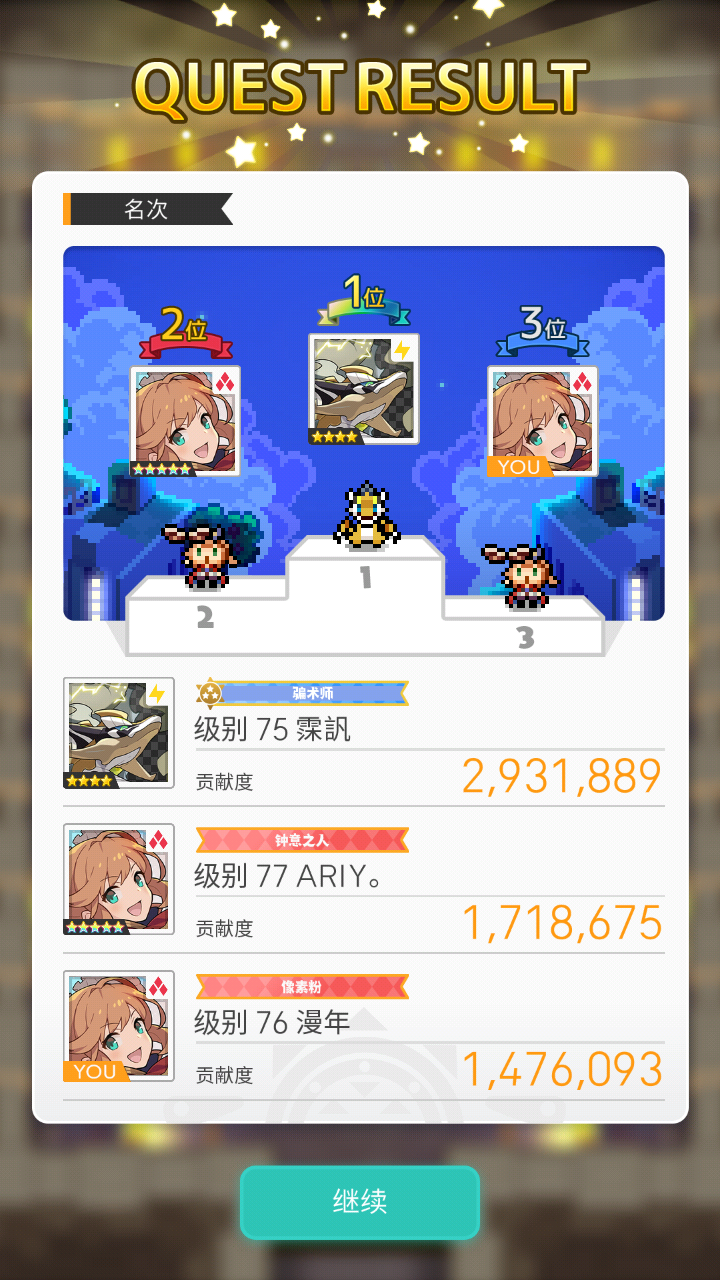 QUEST RESULT
名次
1位
2位
3位
YOU
1
2
3
骗术师
级别 75 霂訊
贡献度
2,931,889
钟意之人
级别 77 ARIY。
贡献度
1,718,675
像素粉
级别 76 漫年
YOU
贡献度
1,476,093
继续